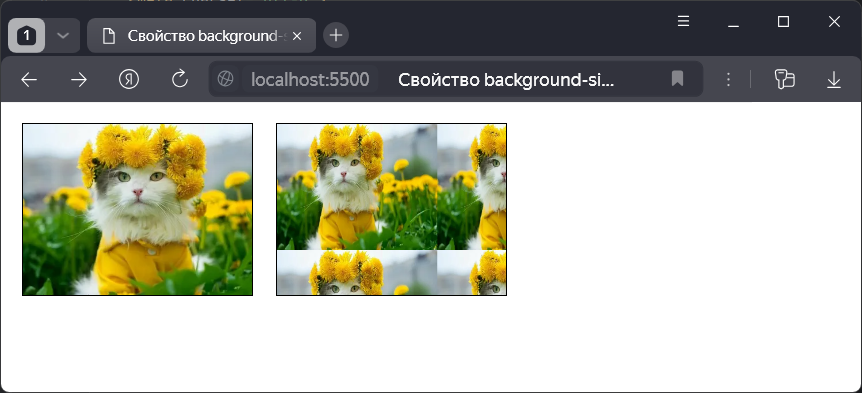 1
Свойство background-s
localhost:5500
Свойство background-si...